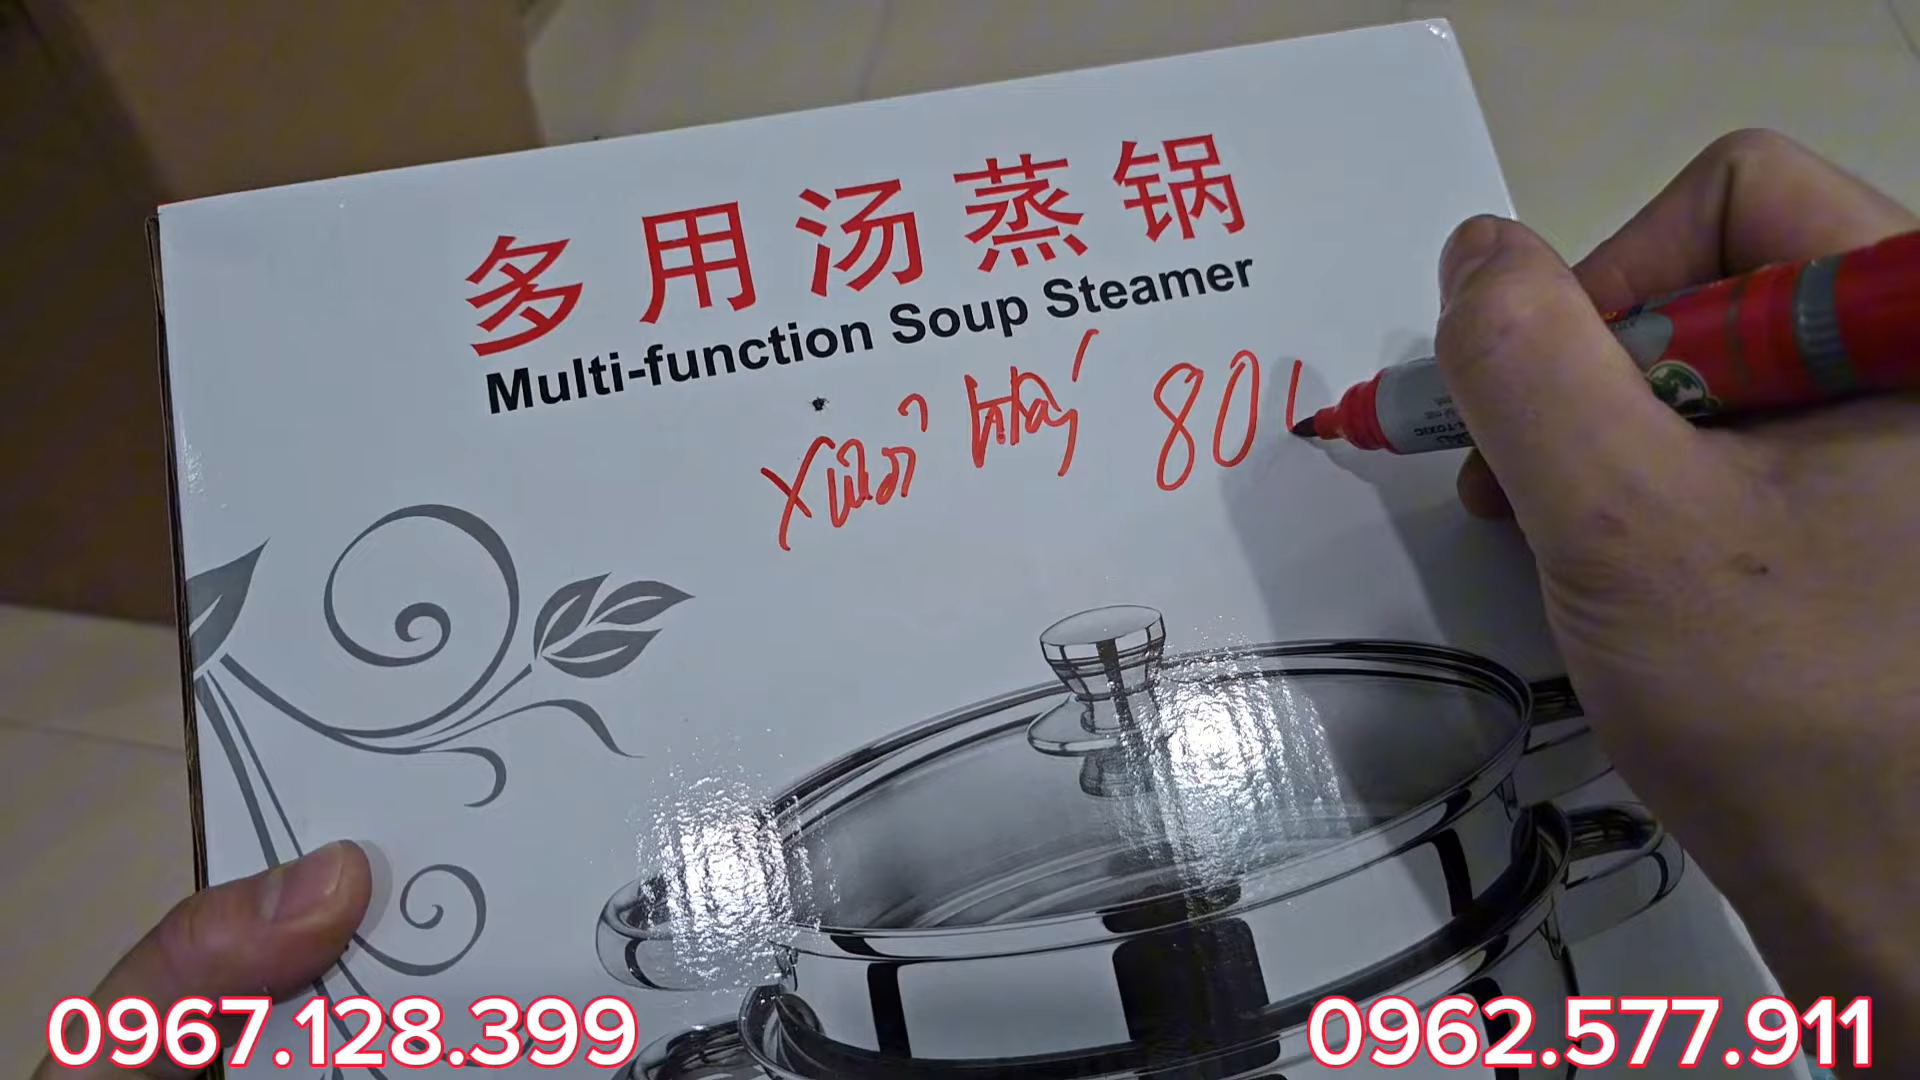 多用汤蒸锅
Multi-function Soup Steamer
80
0967.128.399
0962.577.911